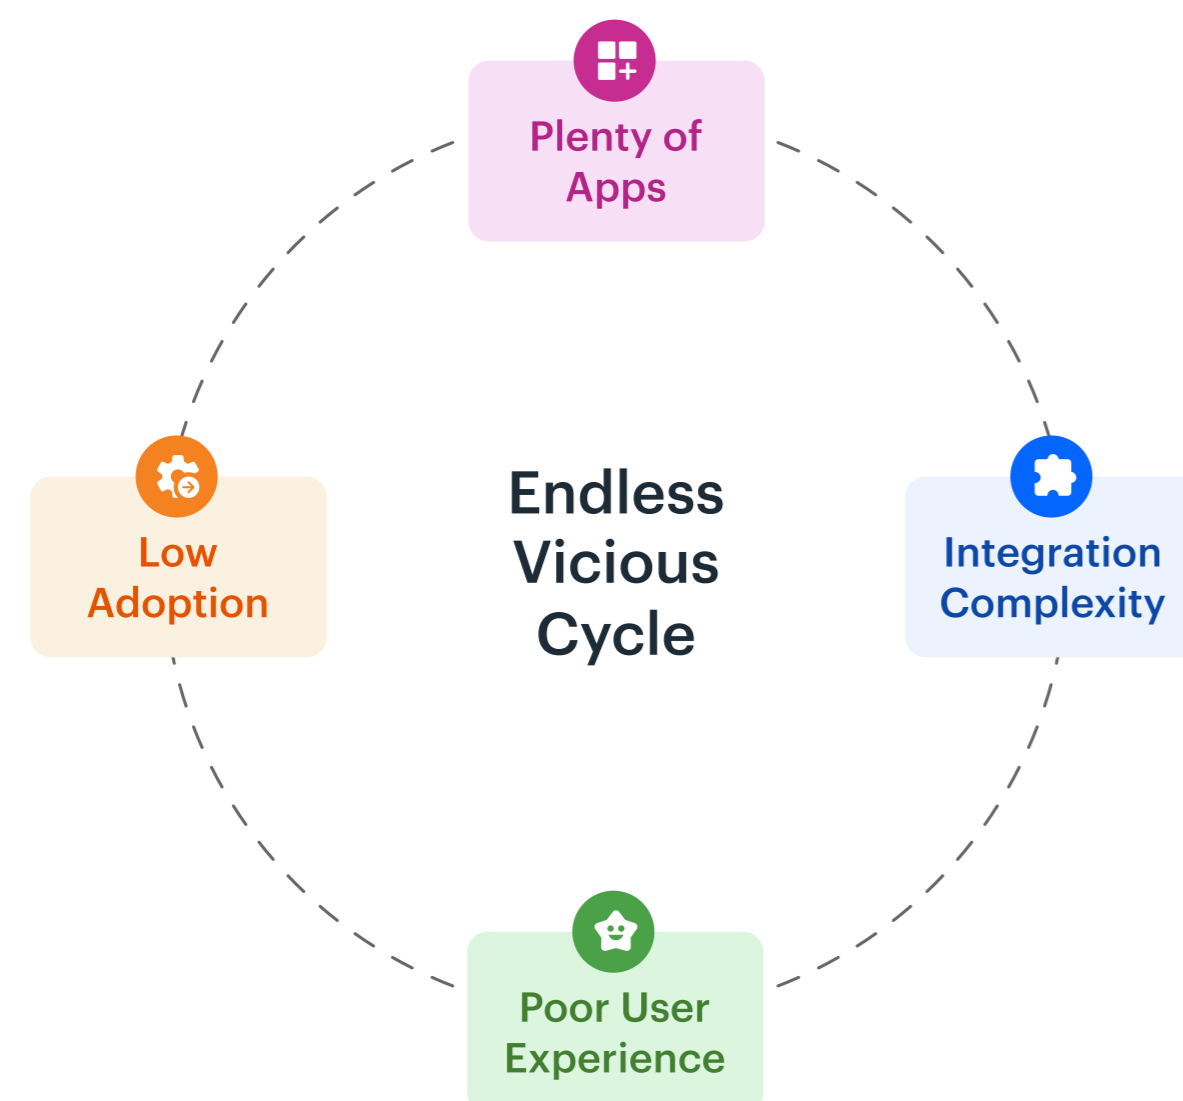 Plenty of
Apps
Low
Adoption
Endless
Vicious
Cycle
Integration
Complexity
Poor User
Experience